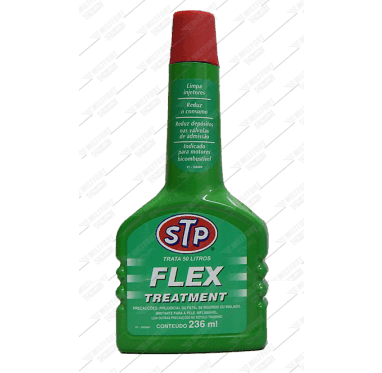 Limpa
injetores
Reduz
o consumo
Reduz depósitos
nas válvulas
de admissão
Indicado
para motores
bicombustível
STP
TRATA 50 LITROS
FLEX
TREATMENT
CONTEÚDO 236 ml